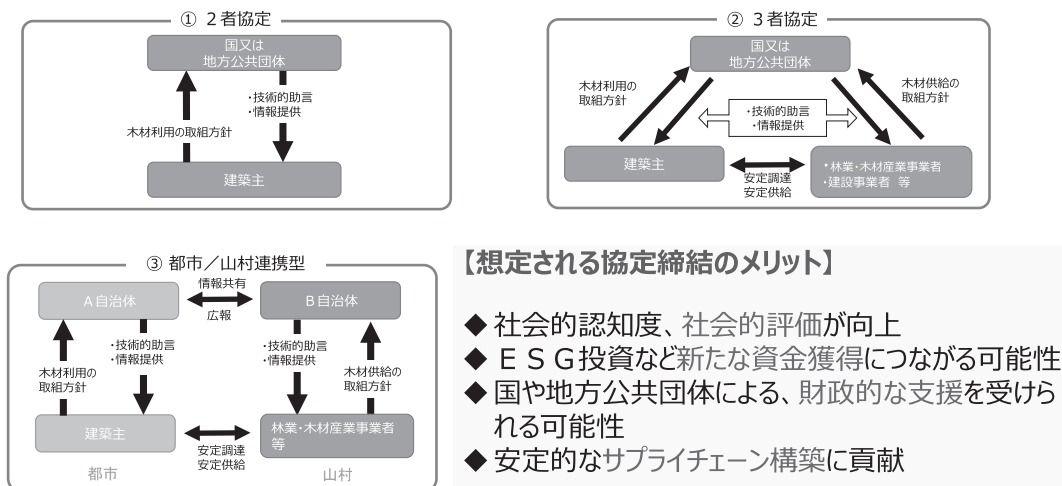 ① ２者協定
国又は
地方公共団体
木材利用の取組方針
・技術的助言
・情報提供
建築主
② ３者協定
国又は
地方公共団体
木材利用の
取組方針
木材供給の
取組方針
・技術的助言
・情報提供
建築主
安定調達
安定供給
・林業・木材産業事業者
・建設事業者 等
③ 都市／山村連携型
A自治体
情報共有
広報
B自治体
木材利用の
取組方針
・技術的助言
・情報提供
・技術的助言
・情報提供
木材供給の
取組方針
建築主
安定調達
安定供給
林業・木材産業事業者
等
都市
山村
【想定される協定締結のメリット】
◆ 社会的認知度、社会的評価が向上
◆ ＥＳＧ投資など新たな資金獲得につながる可能性
◆ 国や地方公共団体による、財政的な支援を受けら
れる可能性
◆ 安定的なサプライチェーン構築に貢献